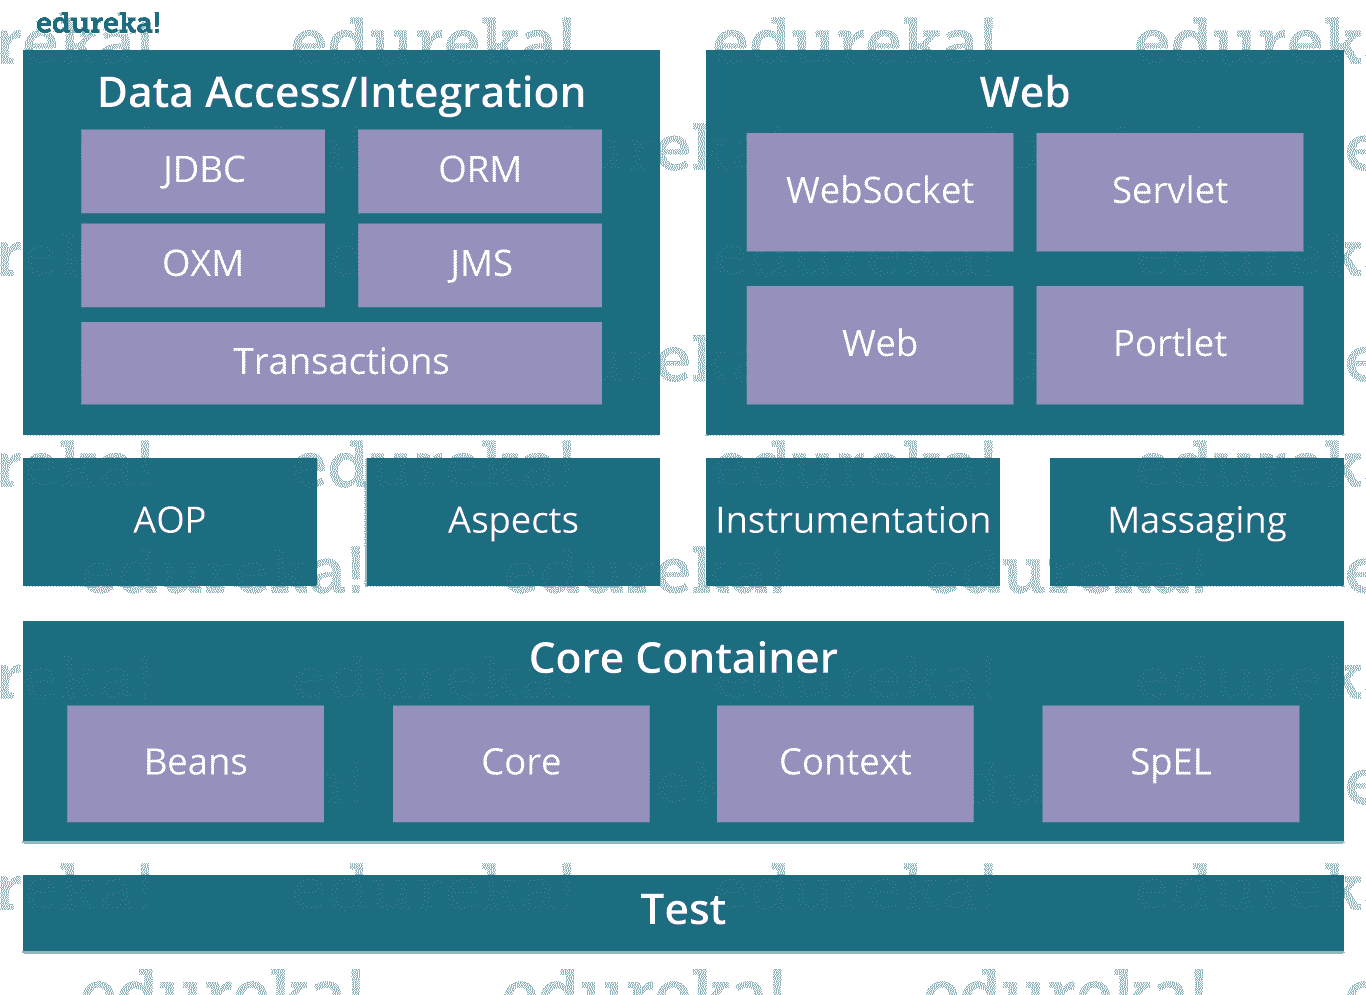 edureka!
Data Access/Integration
JDBC
ORM
OXM
JMS
Transactions
Web
WebSocket
Servlet
Web
Portlet
AOP
Aspects
Instrumentation
Massaging
Core Container
Beans
Core
Context
SpEL
Test